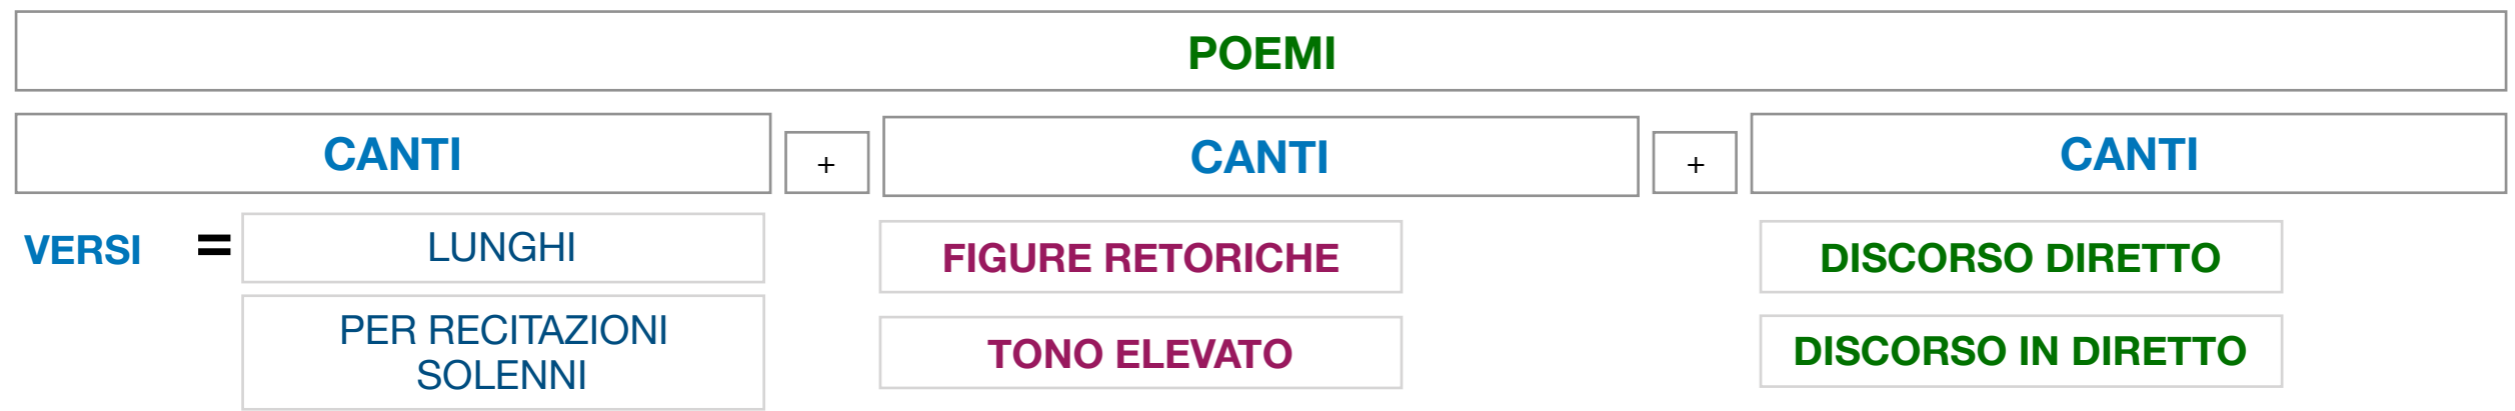 POEMI
CANTI + CANTI + CANTI
VERSI = LUNGHI
PER RECITAZIONI
SOLENNI
FIGURE RETORICHE
TONO ELEVATO
DISCORSO DIRETTO
DISCORSO IN DIRETTO